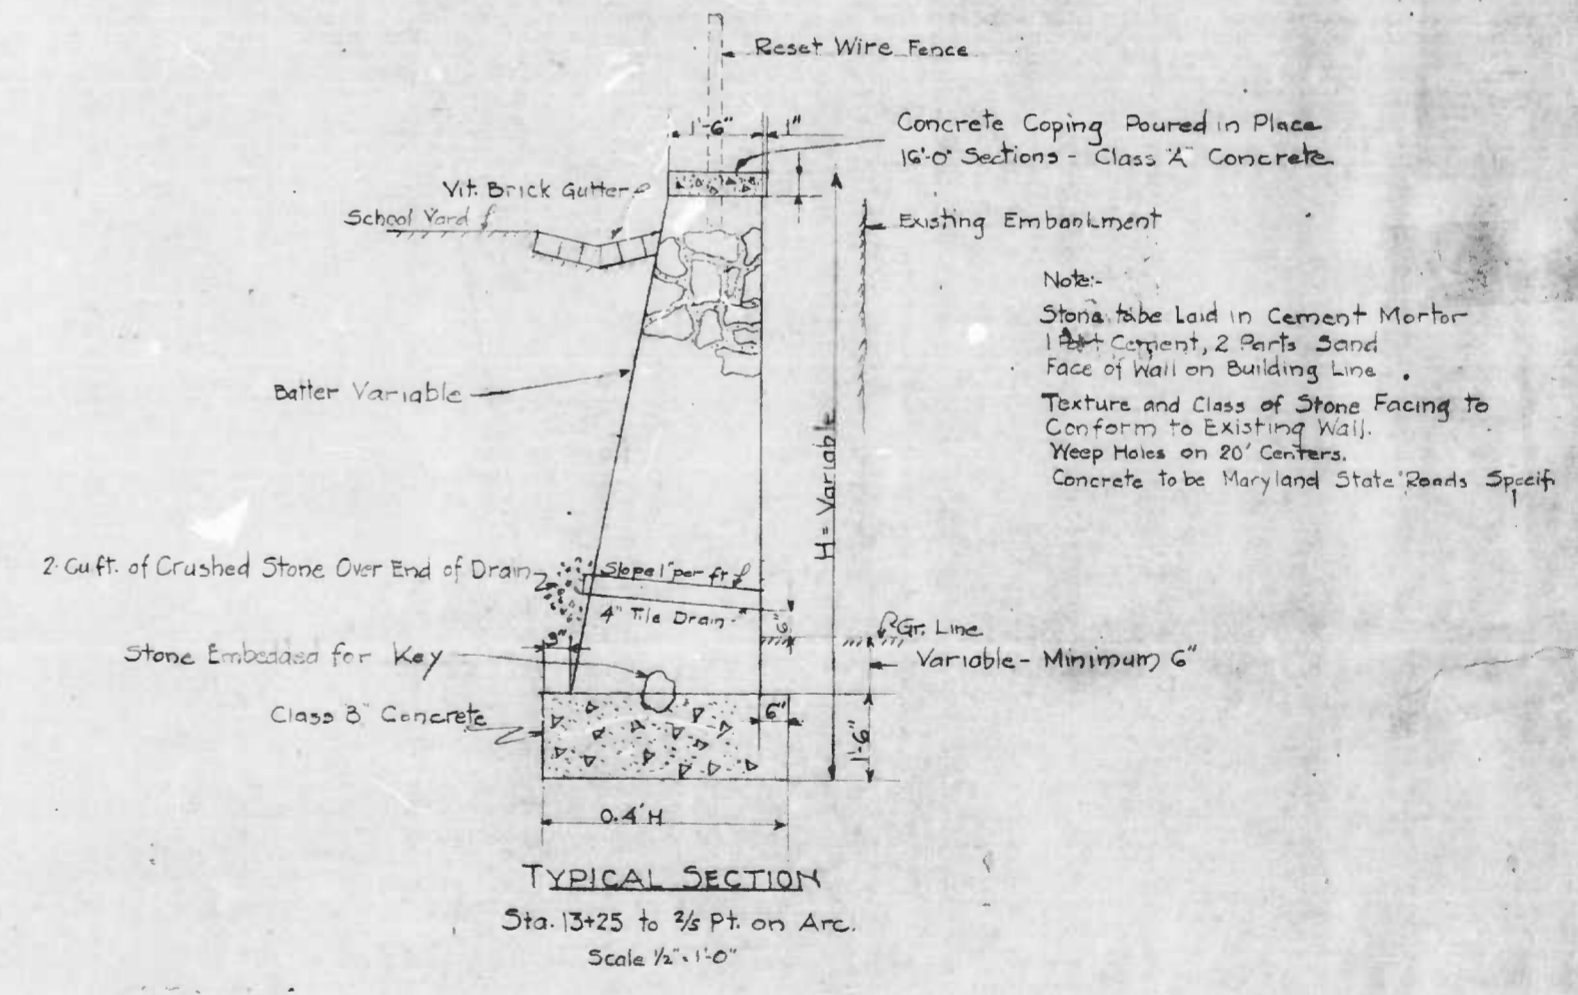 Reset Wire Fence
1'-6"
1"
Concrete Coping Poured in Place
16'-0" Sections - Class "A" Concrete
Vit. Brick Gutter
School Yard
Existing Embankment
Note:-
Stone to be Laid in Cement Mortor
1 Part Cement, 2 Parts Sand
Face of Wall on Building Line
Texture and Class of Stone Facing to
Conform to Existing Wall.
Weep Holes on 20' Centers.
Concrete to be Maryland State Roads Specif
Batter Variable
H = Variable
2 Cu ft. of Crushed Stone Over End of Drain
Slope 1" per ft
4" Tile Drain
6"
Gr. Line
Variable - Minimum 6"
Stone Embedded for Key
Class B" Concrete
6"
1'-6"
0.4'H
TYPICAL SECTION
Sta. 13+25 to 2/5 Pt. on Arc.
Scale 1/2" = 1'-0"